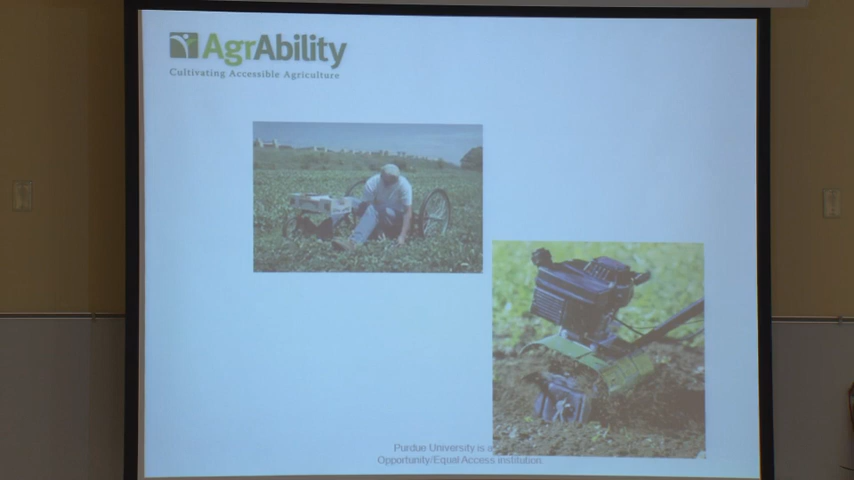 AgrAbility
Cultivating Accessible Agriculture
Purdue University is a
Opportunity/Equal Access institution.